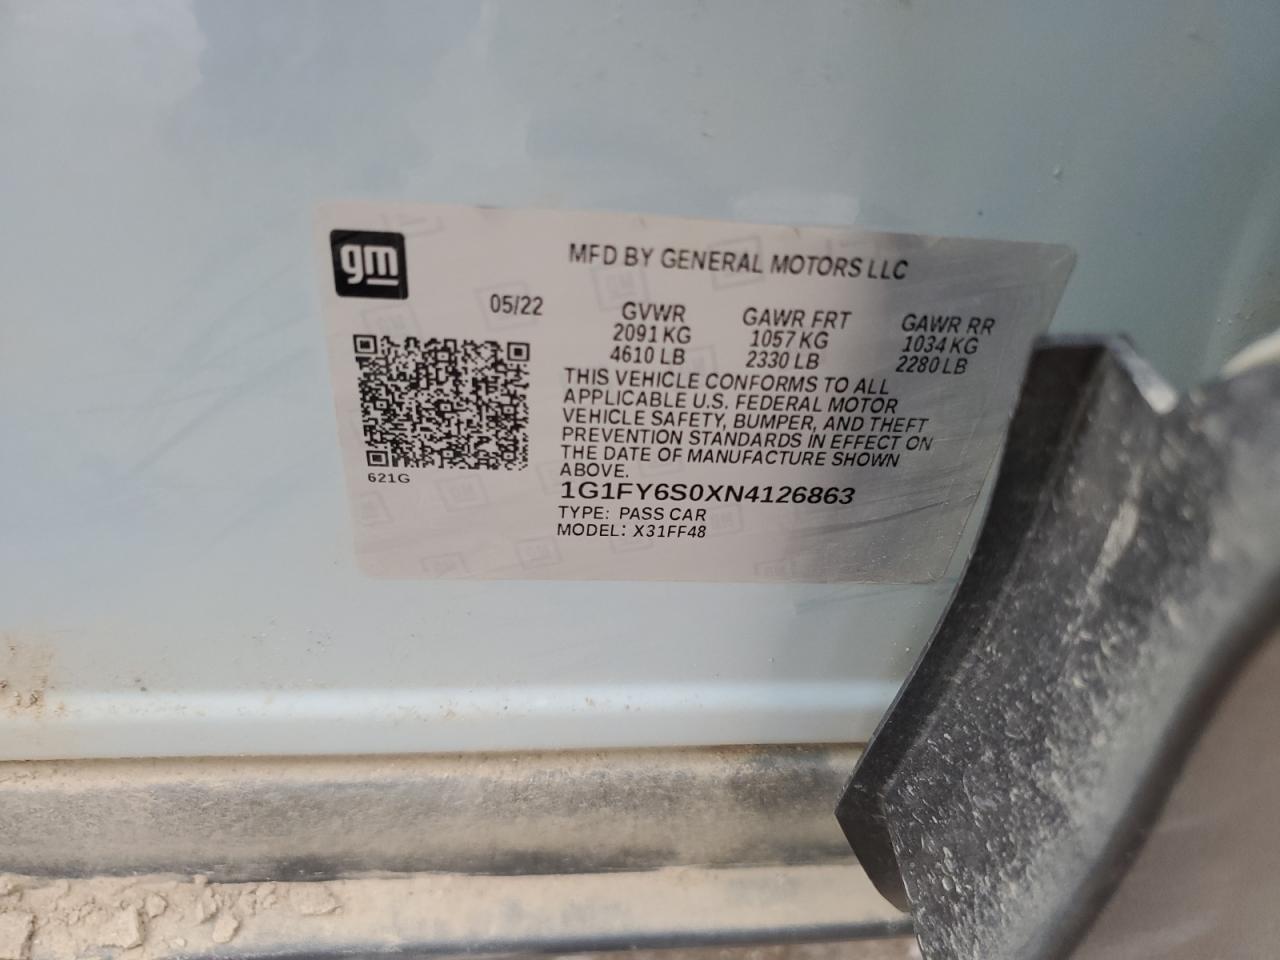 gm
MFD BY GENERAL MOTORS LLC
05/22
GVWR
2091 KG
4610 LB
GAWR FRT
1057 KG
2330 LB
GAWR RR
1034 KG
2280 LB
THIS VEHICLE CONFORMS TO ALL
APPLICABLE U.S. FEDERAL MOTOR
VEHICLE SAFETY, BUMPER, AND THEFT
PREVENTION STANDARDS IN EFFECT ON
THE DATE OF MANUFACTURE SHOWN
ABOVE.
621G
1G1FY6S0XN4126863
TYPE: PASS CAR
MODEL: X31FF48